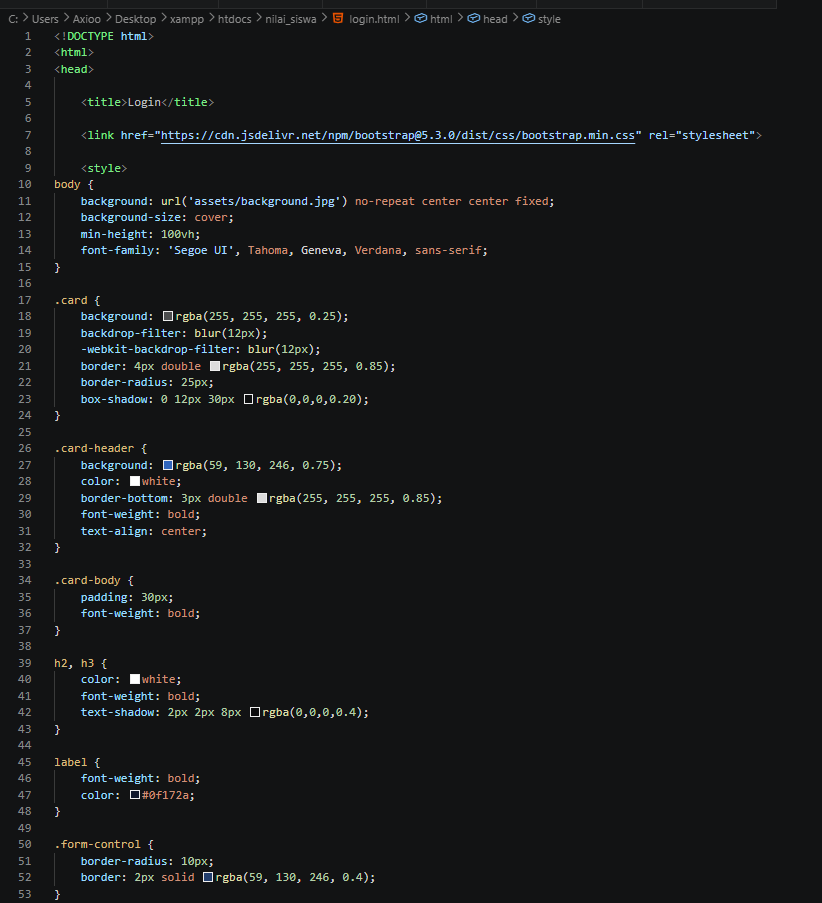 C: > Users > Axioo > Desktop > xampp > htdocs > nilai_siswa > login.html > html > head > style
1 <!DOCTYPE html>
2 <html>
3 <head>
4
5     <title>Login</title>
6
7     <link href="https://cdn.jsdelivr.net/npm/bootstrap@5.3.0/dist/css/bootstrap.min.css" rel="stylesheet">
8
9     <style>
10 body {
11     background: url('assets/background.jpg') no-repeat center center fixed;
12     background-size: cover;
13     min-height: 100vh;
14     font-family: 'Segoe UI', Tahoma, Geneva, Verdana, sans-serif;
15 }
16
17 .card {
18     background: rgba(255, 255, 255, 0.25);
19     backdrop-filter: blur(12px);
20     -webkit-backdrop-filter: blur(12px);
21     border: 4px double rgba(255, 255, 255, 0.85);
22     border-radius: 25px;
23     box-shadow: 0 12px 30px rgba(0,0,0,0.20);
24 }
25
26 .card-header {
27     background: rgba(59, 130, 246, 0.75);
28     color: white;
29     border-bottom: 3px double rgba(255, 255, 255, 0.85);
30     font-weight: bold;
31     text-align: center;
32 }
33
34 .card-body {
35     padding: 30px;
36     font-weight: bold;
37 }
38
39 h2, h3 {
40     color: white;
41     font-weight: bold;
42     text-shadow: 2px 2px 8px rgba(0,0,0,0.4);
43 }
44
45 label {
46     font-weight: bold;
47     color: #0f172a;
48 }
49
50 .form-control {
51     border-radius: 10px;
52     border: 2px solid rgba(59, 130, 246, 0.4);
53 }